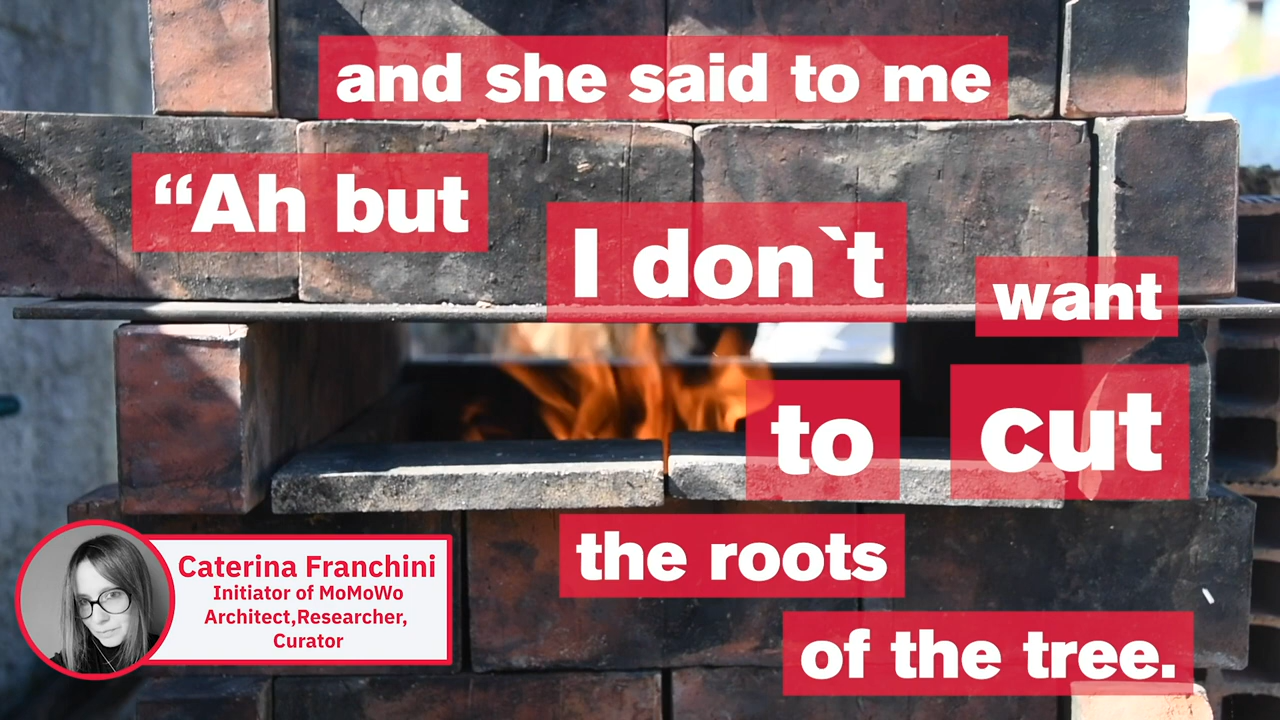 and she said to me
“Ah but
I don`t
want
to
cut
the roots
of the tree.
Caterina Franchini
Initiator of MoMoWo
Architect,Researcher,
Curator